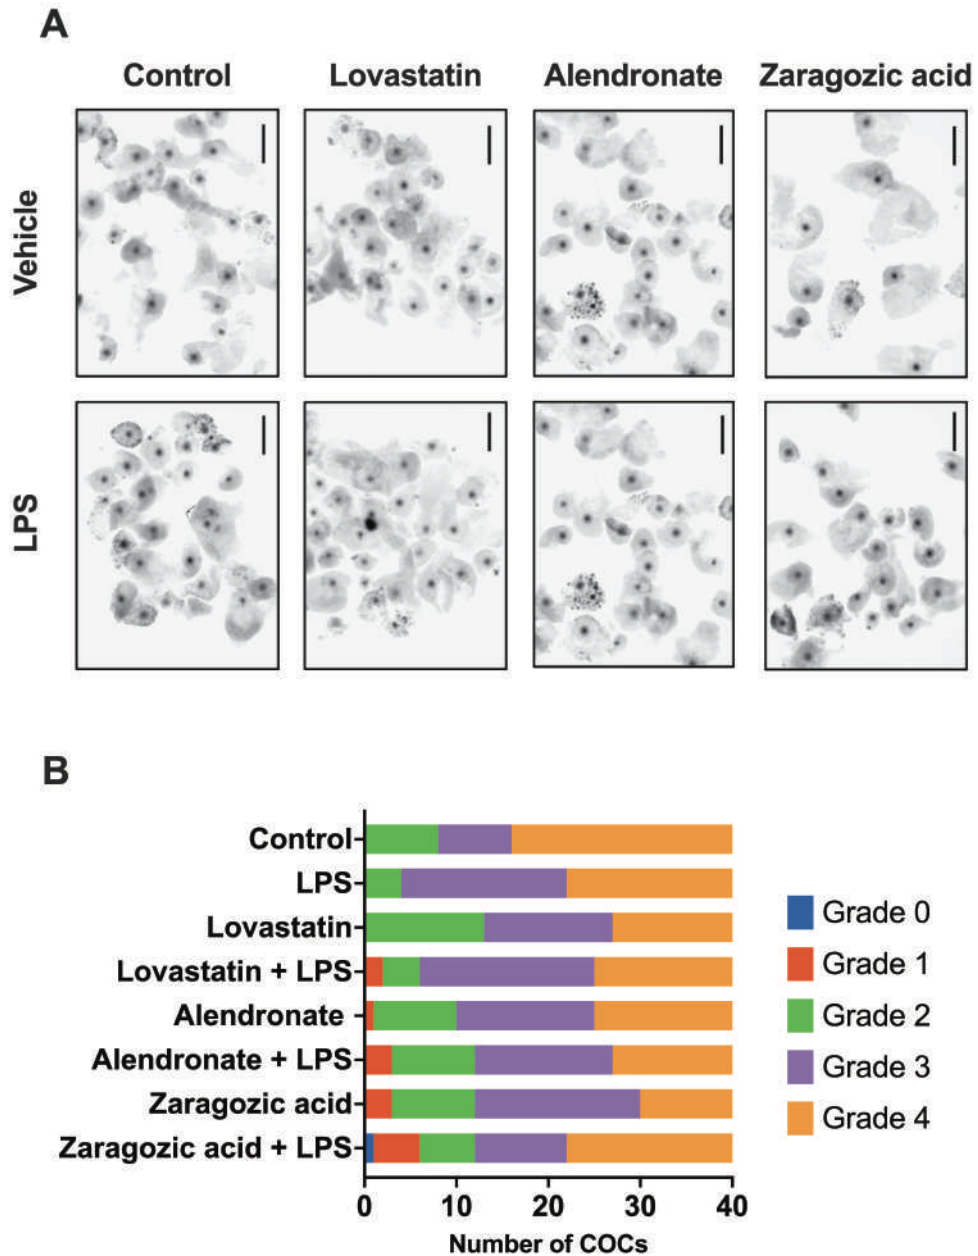 A
Control Lovastatin Alendronate Zaragozic acid
Vehicle
LPS
B
Control
LPS
Lovastatin
Lovastatin + LPS
Alendronate
Alendronate + LPS
Zaragozic acid
Zaragozic acid + LPS
0 10 20 30 40
Number of COCs
Grade 0
Grade 1
Grade 2
Grade 3
Grade 4